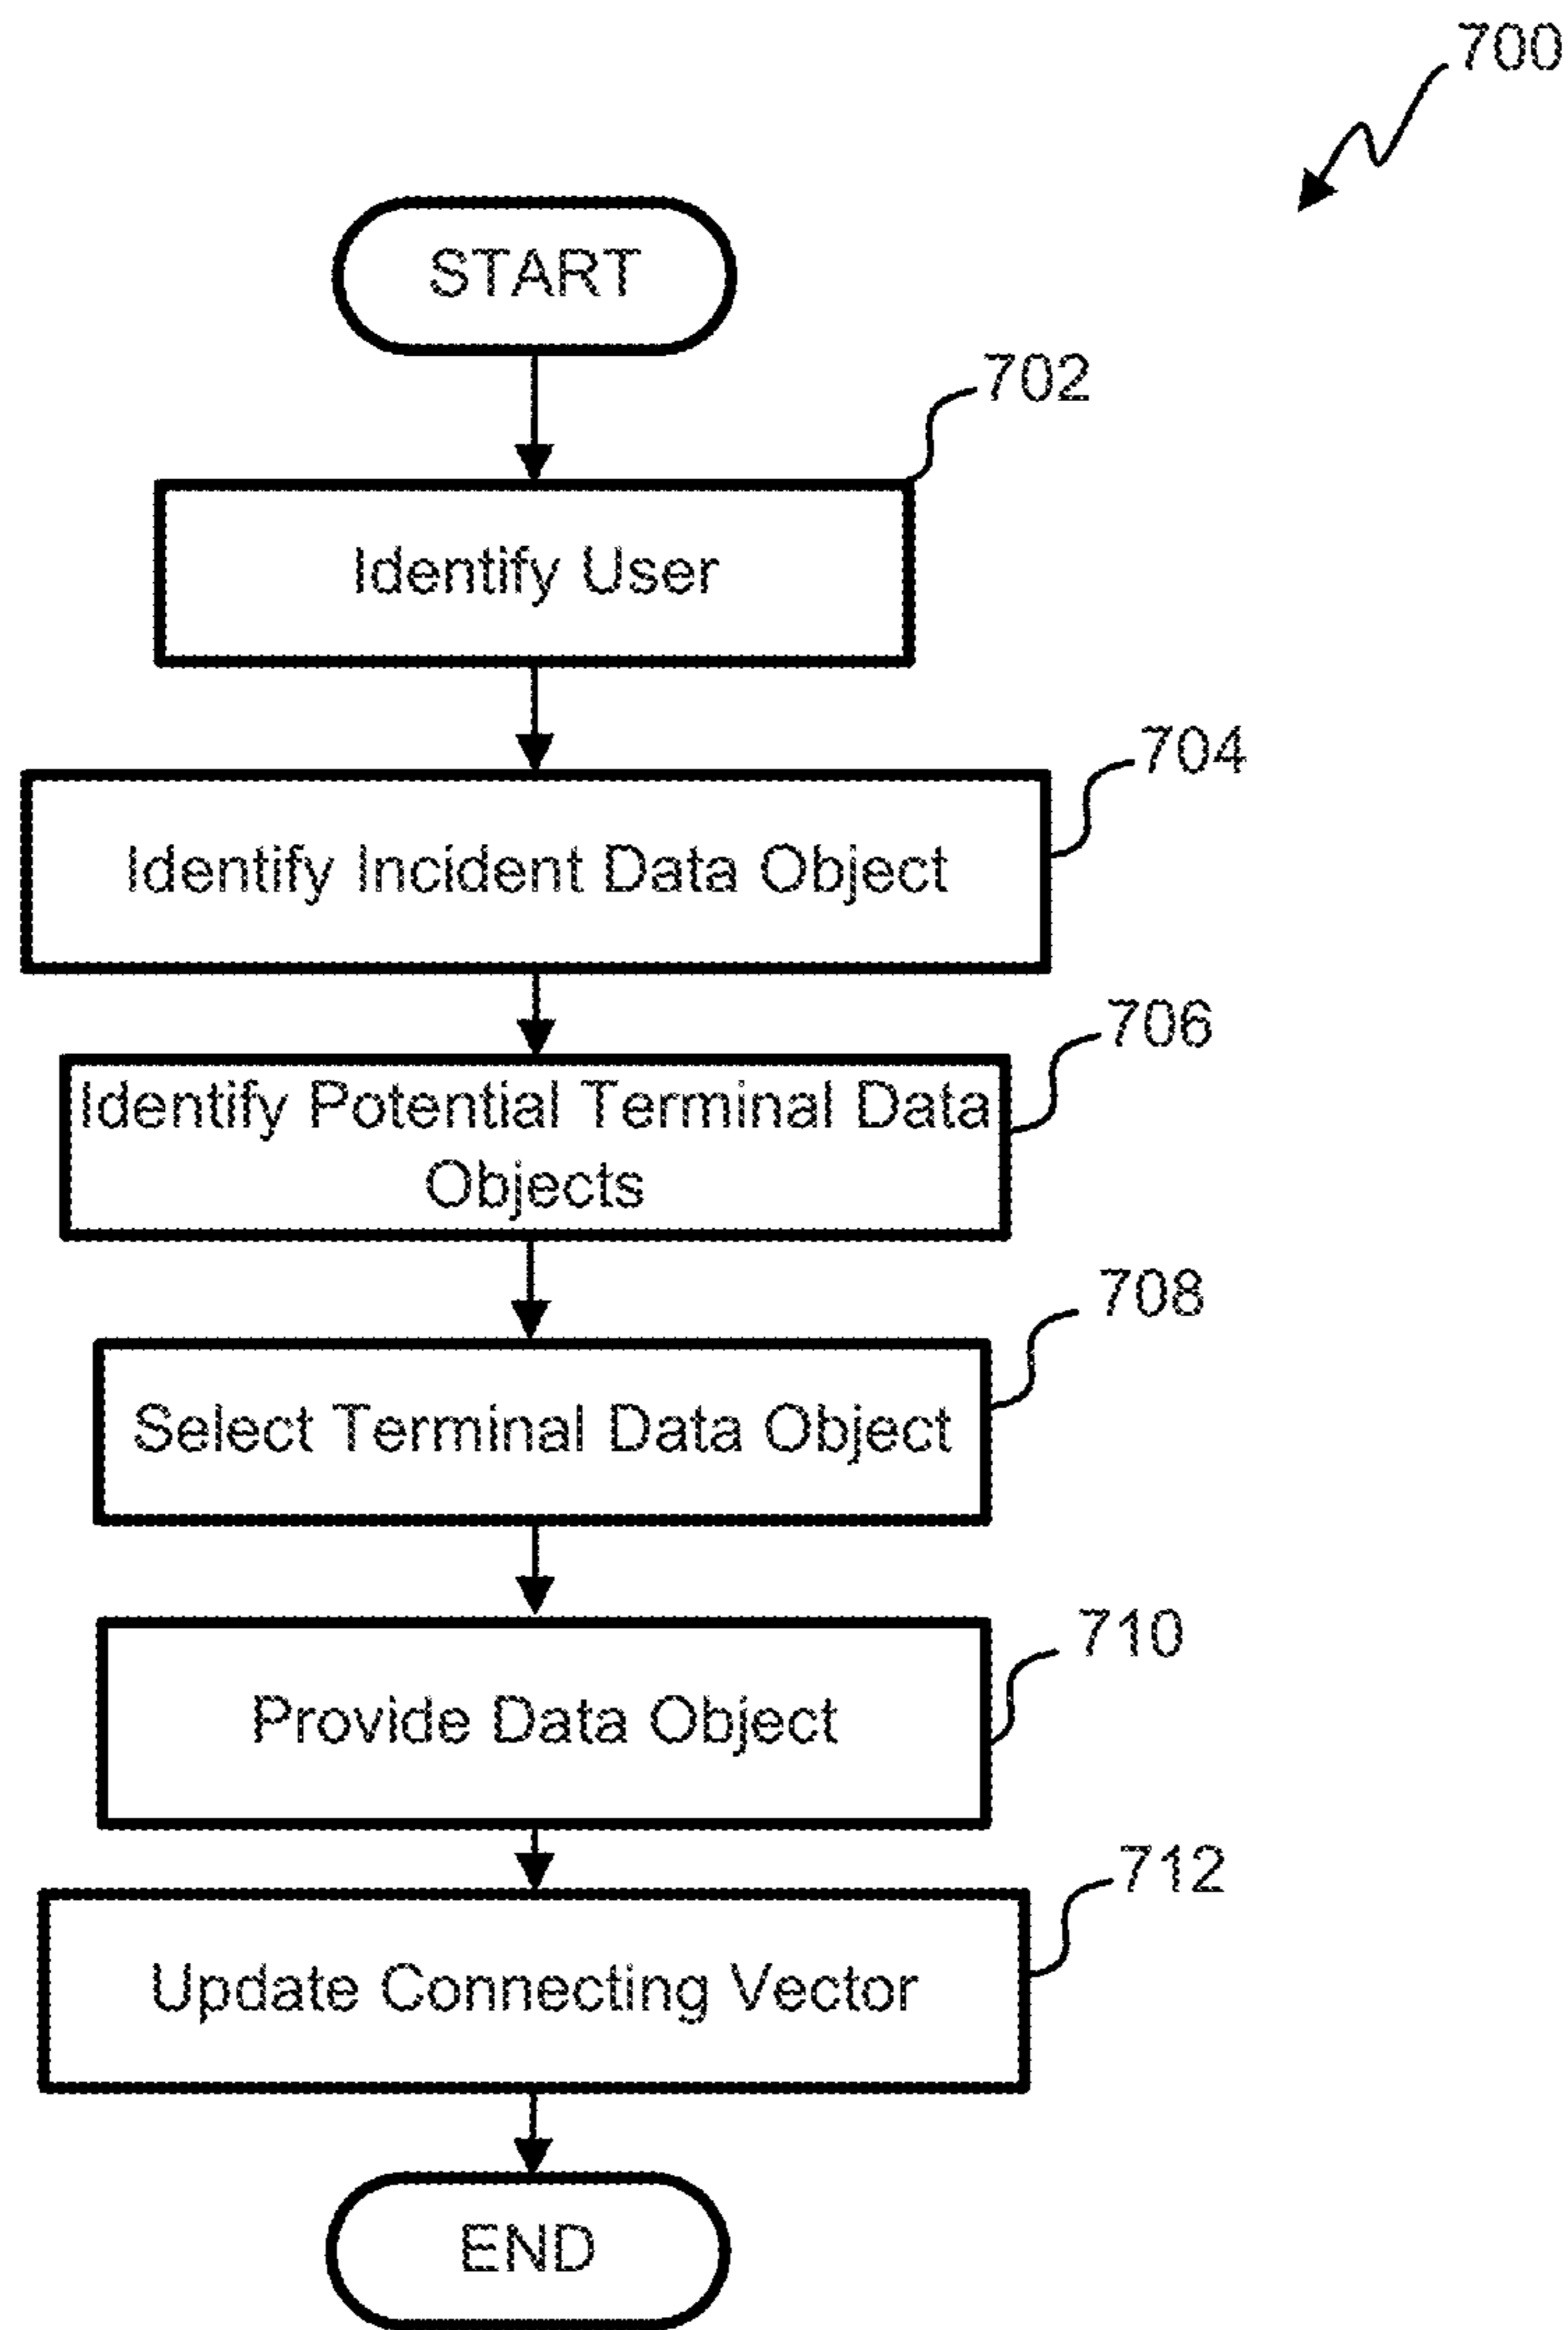 700
START
702
Identify User
704
Identify Incident Data Object
706
Identify Potential Terminal Data
Objects
708
Select Terminal Data Object
710
Provide Data Object
712
Update Connecting Vector
END